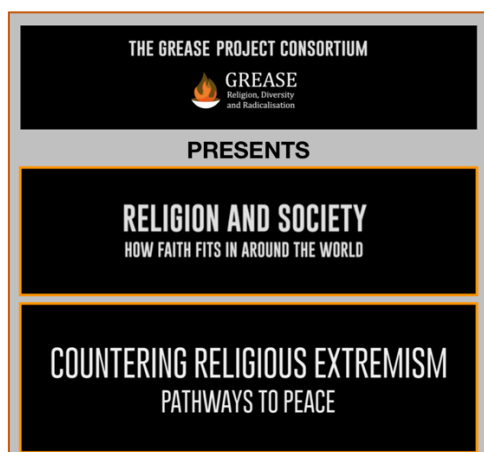 THE GREASE PROJECT CONSORTIUM
GREASE
Religion, Diversity
and Radicalisation
PRESENTS
RELIGION AND SOCIETY
HOW FAITH FITS IN AROUND THE WORLD
COUNTERING RELIGIOUS EXTREMISM
PATHWAYS TO PEACE